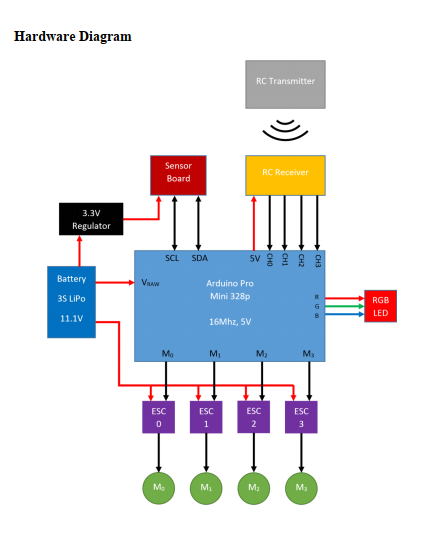 Hardware Diagram
RC Transmitter
Sensor
Board
RC Receiver
3.3V
Regulator
SCL SDA 5V CH0 CH1 CH2 CH3
Battery
3S LiPo
11.1V
VRAW
Arduino Pro
Mini 328p
16Mhz, 5V
R
G
B
RGB
LED
M0 M1 M2 M3
ESC ESC ESC ESC
0 1 2 3
M0 M1 M2 M3